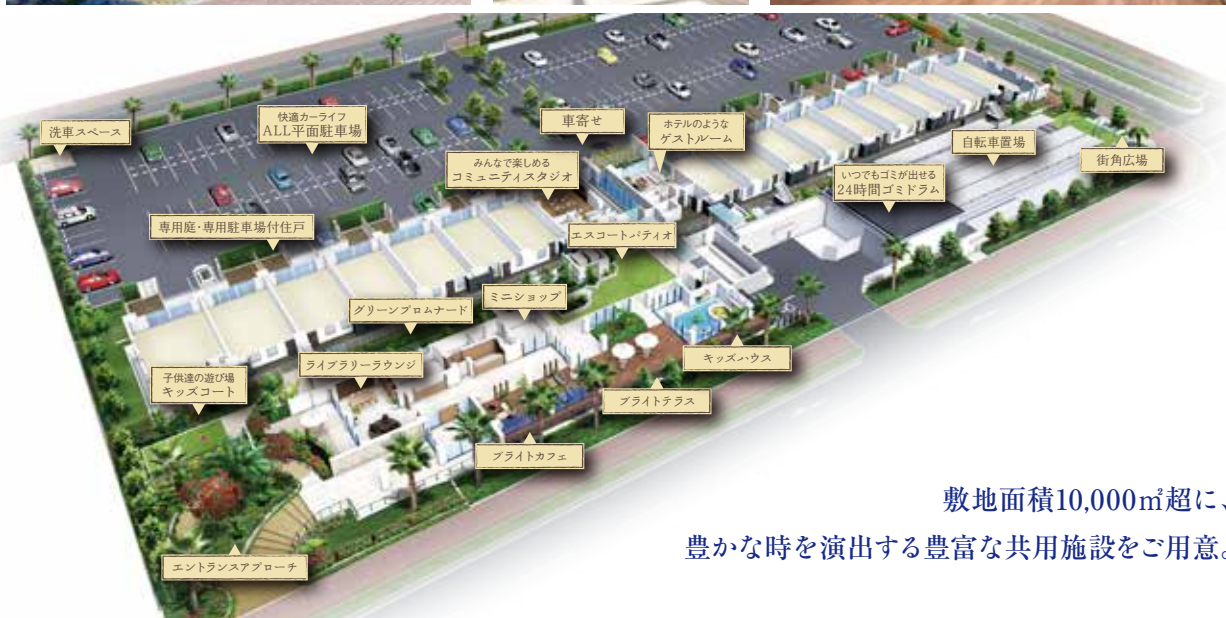 洗車スペース
快適カーライフ
ALL平面駐車場
車寄せ
ホテルのような
ゲストルーム
自転車置場
街角広場
みんなで楽しめる
コミュニティスタジオ
いつでもゴミが出せる
24時間ゴミドラム
専用庭・専用駐車場付住戸
エスコートパティオ
グリーンプロムナード
ミニショップ
ライブラリーラウンジ
キッズハウス
子供達の遊び場
キッズコート
ブライトテラス
ブライトカフェ
エントランスアプローチ
敷地面積10,000㎡超に、
豊かな時を演出する豊富な共用施設をご用意。